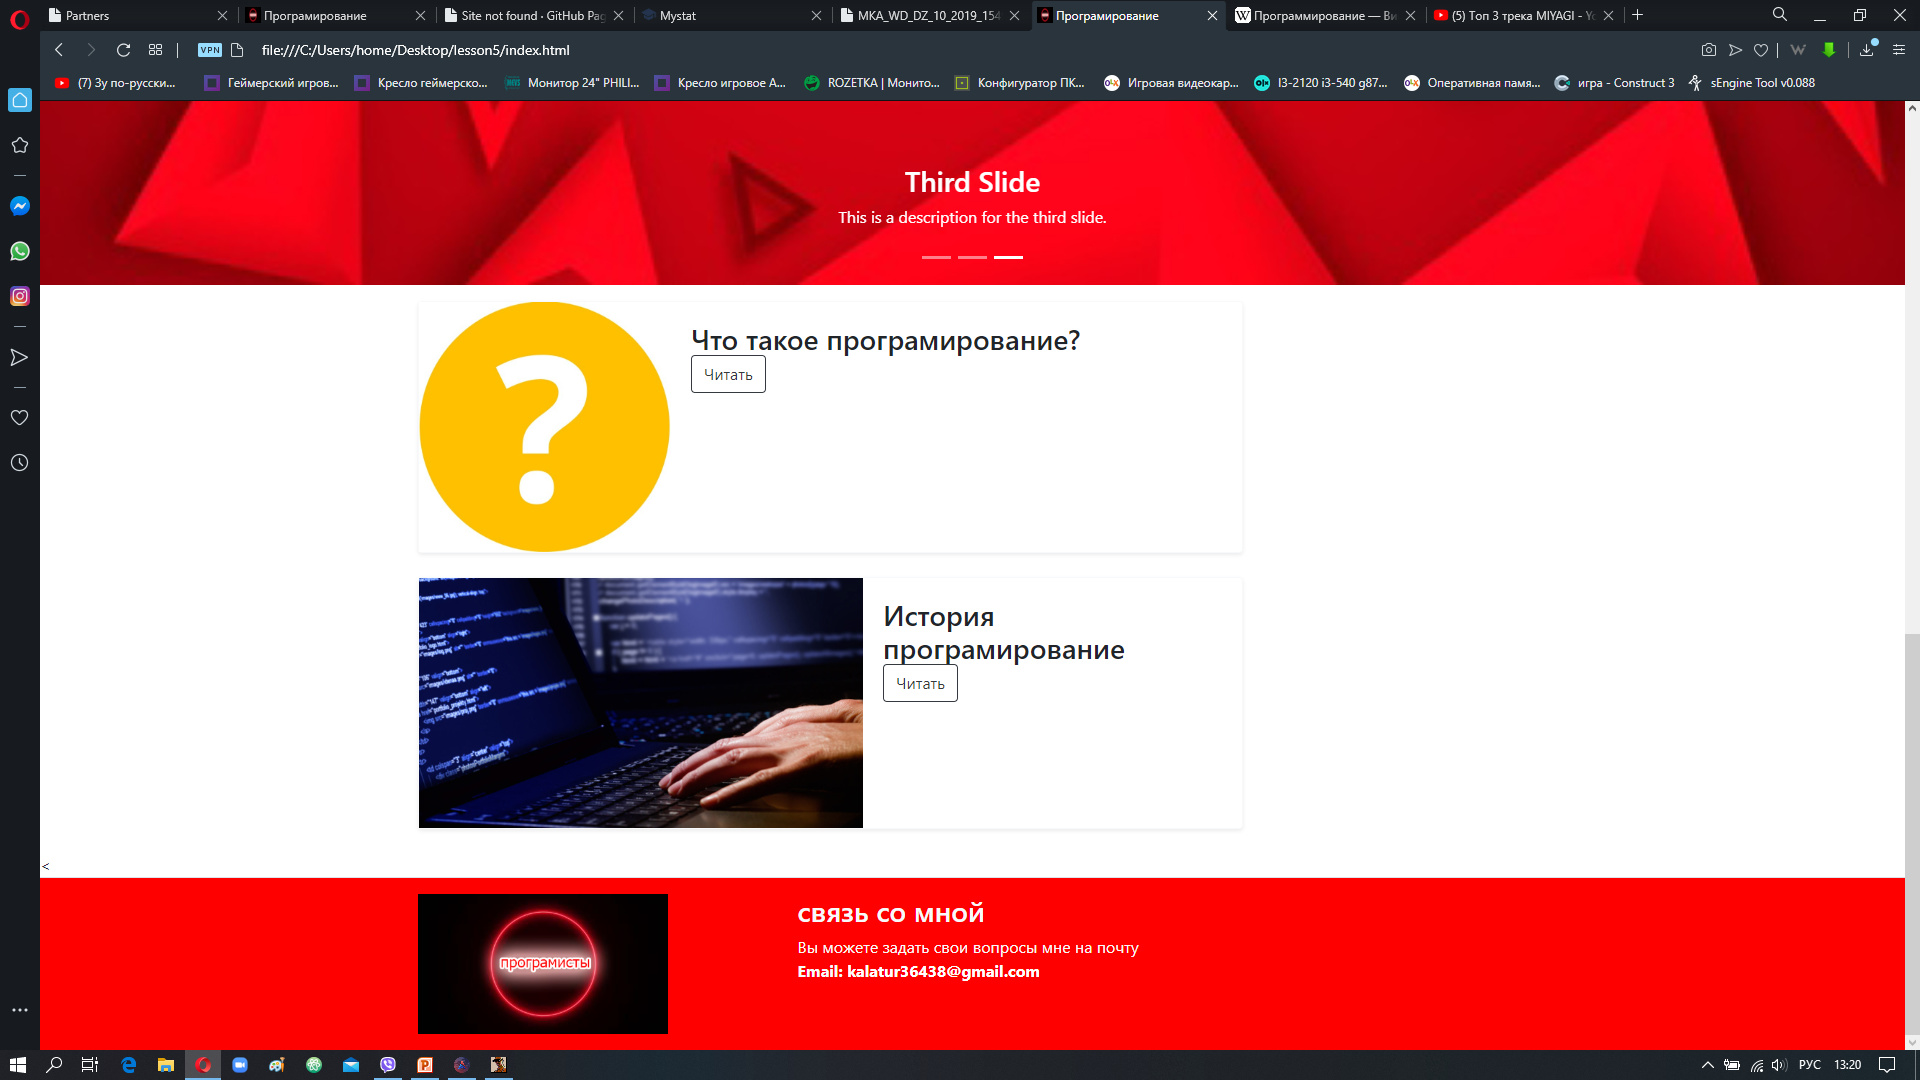 Partners
Програмирование
Site not found · GitHub Pag
Mystat
MKA_WD_DZ_10_2019_154
Програмирование
Программирование — Ви
(5) Топ 3 трека MIYAGI - Yo
VPN
file:///C:/Users/home/Desktop/lesson5/index.html
(7) Зу по-русски...
Геймерский игров...
Кресло геймерско...
Монитор 24" PHILI...
Кресло игровое А...
ROZETKA | Монито...
Конфигуратор ПК...
Игровая видеокар...
I3-2120 i3-540 g87...
Оперативная памя...
игра - Construct 3
sEngine Tool v0.088
Third Slide
This is a description for the third slide.
Что такое програмирование?
Читать
История
програмирование
Читать
<
програмисты
СВЯЗЬ СО МНОЙ
Вы можете задать свои вопросы мне на почту
Email: kalatur36438@gmail.com
РУС
13:20